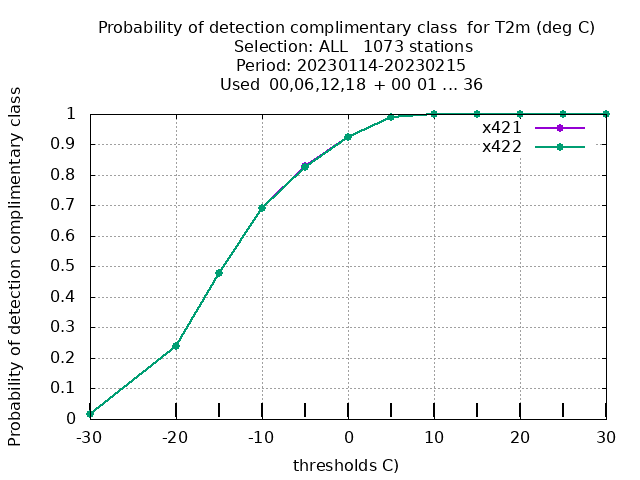 Probability of detection complimentary class  for T2m (deg C)
Selection: ALL   1073 stations
Period: 20230114-20230215
Used  00,06,12,18  + 00 01 ... 36
Probability of detection complimentary class
1
0.9
0.8
0.7
0.6
0.5
0.4
0.3
0.2
0.1
0
x421
x422
-30 -20 -10 0 10 20 30
thresholds C)